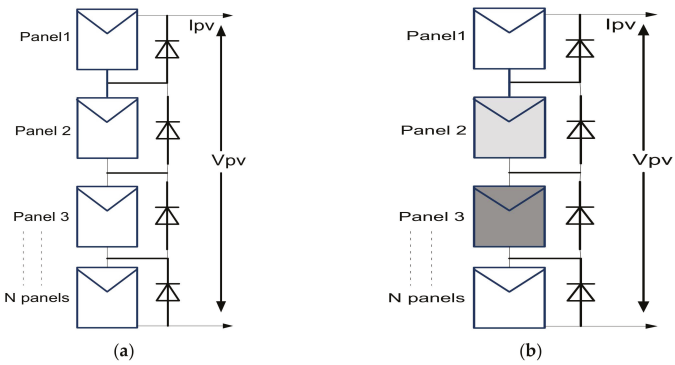 Panel1
Ipv
Panel 2
Vpv
Panel 3
N panels
(a)
Panel1
Ipv
Panel 2
Vpv
Panel 3
N panels
(b)